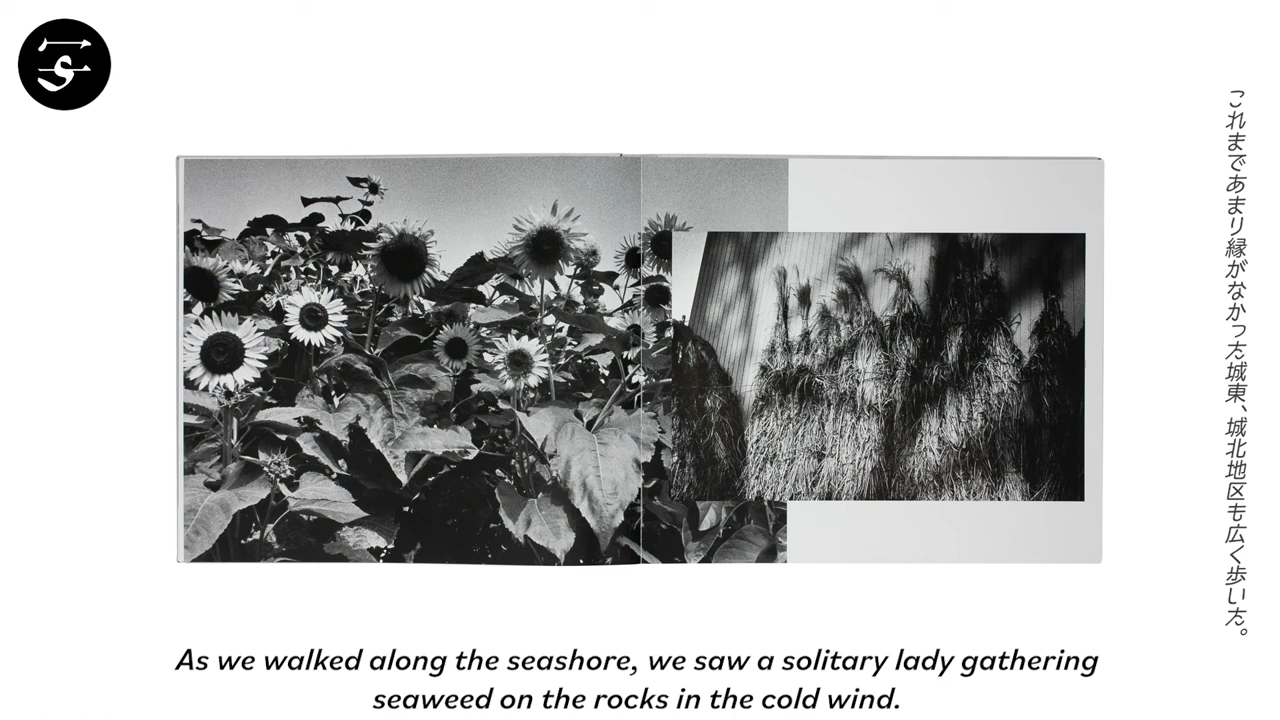 これまであまり縁がなかった城東、城北地区も広く歩いた。
As we walked along the seashore, we saw a solitary lady gathering
seaweed on the rocks in the cold wind.